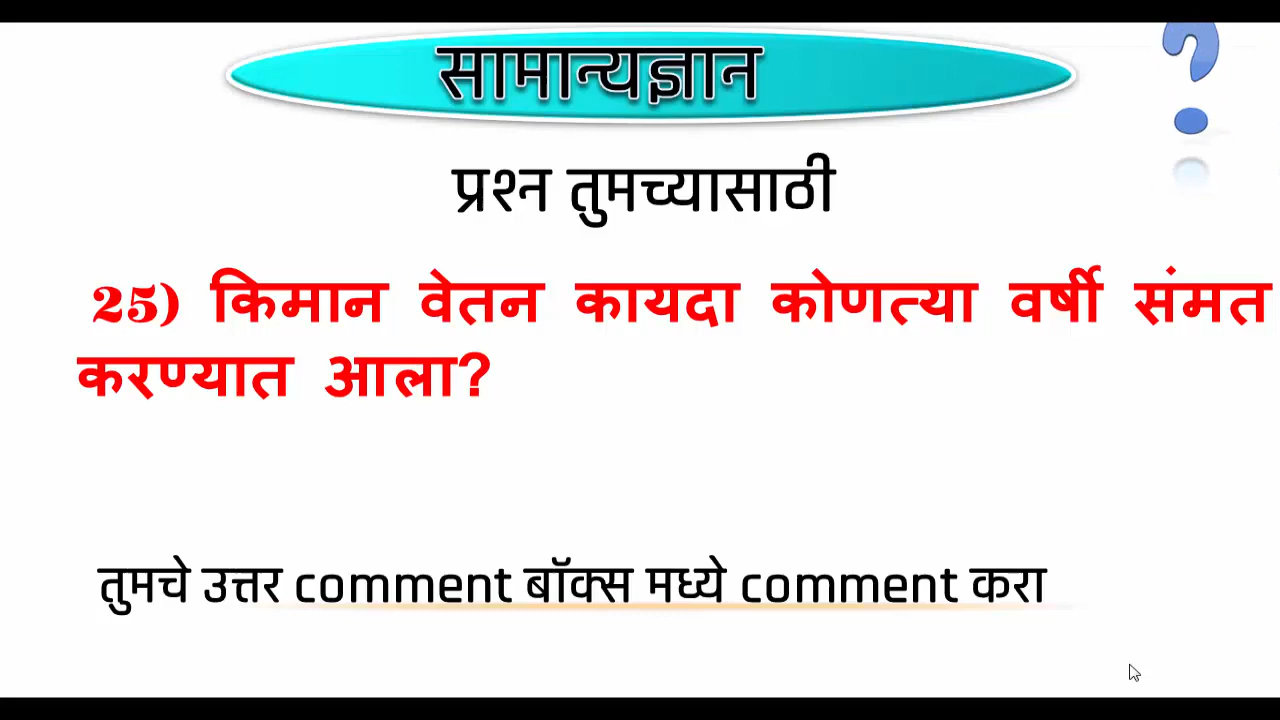 सामान्यज्ञान
प्रश्न तुमच्यासाठी
25) किमान वेतन कायदा कोणत्या वर्षी संमत
करण्यात आला?
तुमचे उत्तर comment बॉक्स मध्ये comment करा